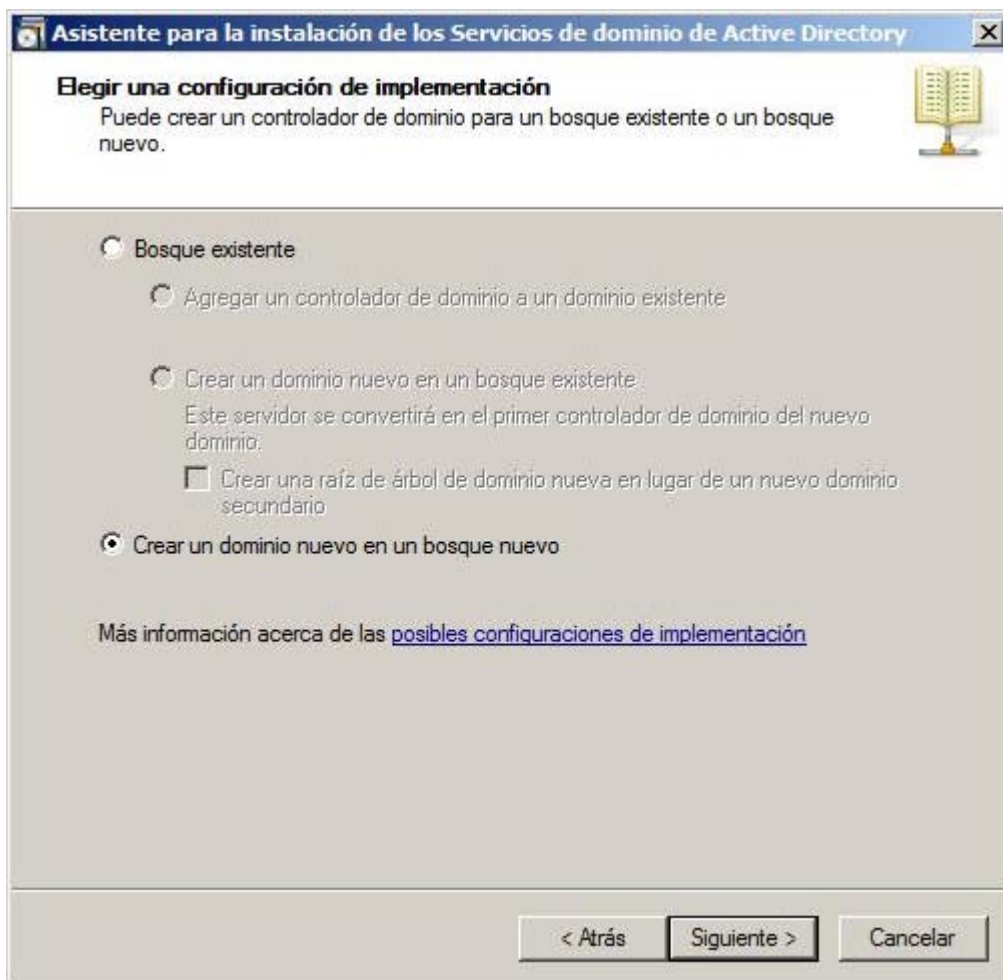 Asistente para la instalación de los Servicios de dominio de Active Directory
Elegir una configuración de implementación
Puede crear un controlador de dominio para un bosque existente o un bosque
nuevo.
Bosque existente
Agregar un controlador de dominio a un dominio existente
Crear un dominio nuevo en un bosque existente
Este servidor se convertirá en el primer controlador de dominio del nuevo
dominio.
Crear una raíz de árbol de dominio nueva en lugar de un nuevo dominio
secundario
Crear un dominio nuevo en un bosque nuevo
Más información acerca de las posibles configuraciones de implementación
< Atrás
Siguiente >
Cancelar